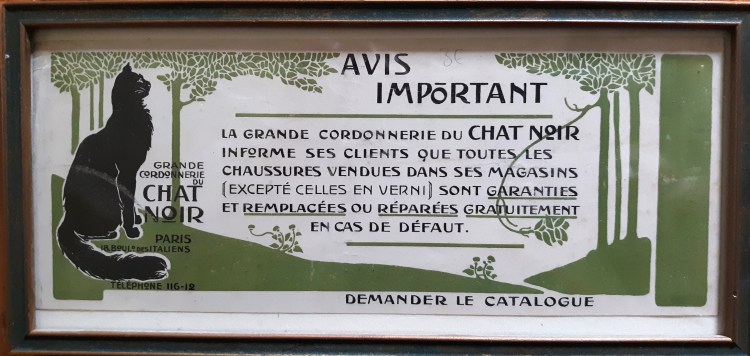 3€
AVIS
IMPORTANT
LA GRANDE CORDONNERIE DU CHAT NOIR
INFORME SES CLIENTS QUE TOUTES LES
CHAUSSURES VENDUES DANS SES MAGASINS
(EXCEPTÉ CELLES EN VERNI) SONT GARANTIES
ET REMPLACÉES OU RÉPARÉES GRATUITEMENT
EN CAS DE DÉFAUT.
GRANDE
CORDONNERIE
DU
CHAT
NOIR
PARIS
18, BOULD DES ITALIENS
TÉLÉPHONE 116-12
DEMANDER LE CATALOGUE